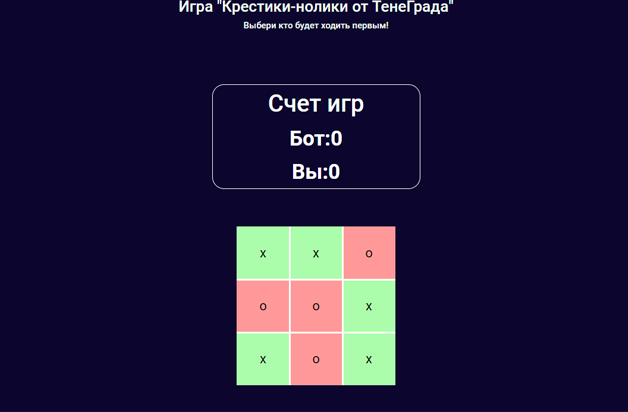 Игра "Крестики-нолики от ТенеГрада"
Выбери кто будет ходить первым!
Счет игр
Бот:0
Вы:0
x x o
o o x
x o x